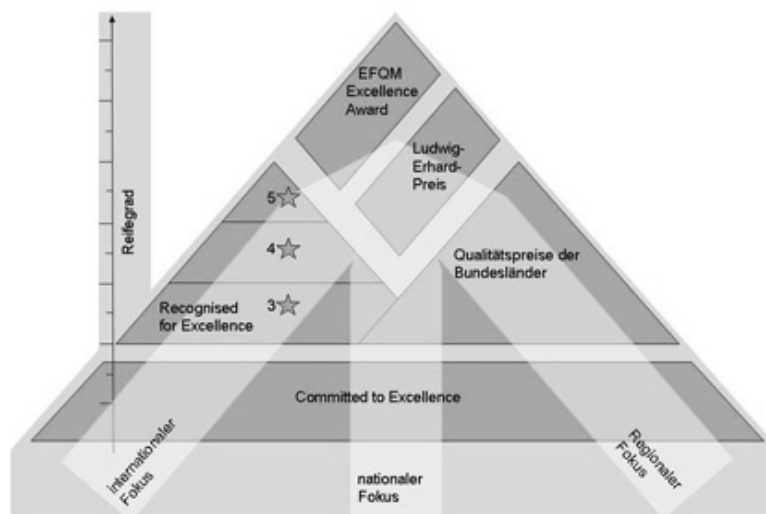 EFQM
Excellence
Award
Ludwig-
Erhard-
Preis
Reifegrad
5
4
3
Recognised
for Excellence
Qualitätspreise der
Bundesländer
Committed to Excellence
internationaler
Fokus
nationaler
Fokus
Regionaler
Fokus